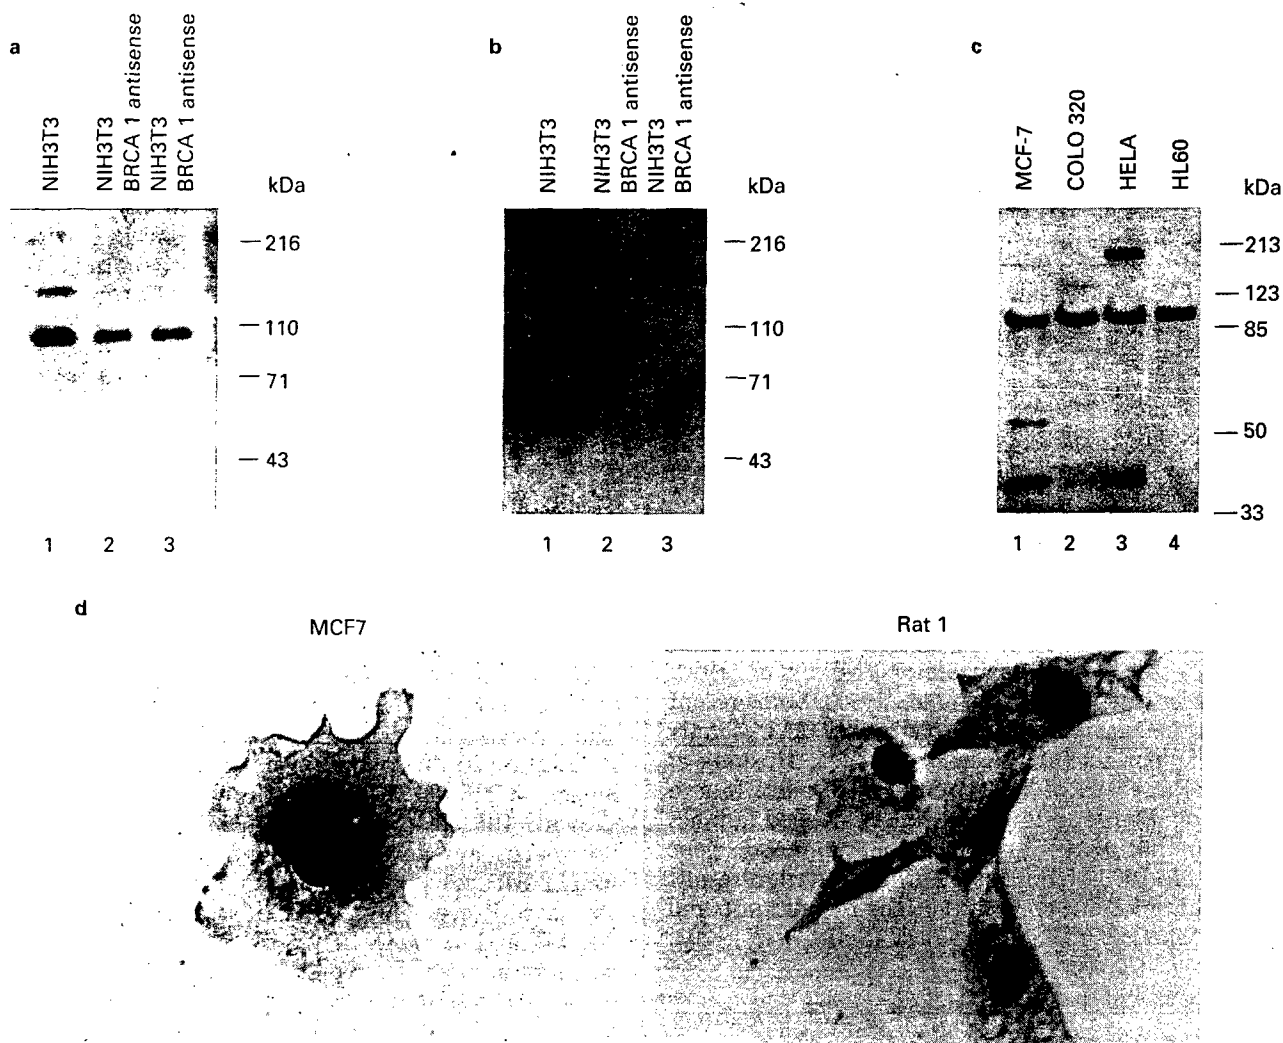 a
NIH3T3
NIH3T3
BRCA 1 antisense
NIH3T3
BRCA 1 antisense
kDa
216
110
71
43
1 2 3
b
NIH3T3
NIH3T3
BRCA 1 antisense
NIH3T3
BRCA 1 antisense
kDa
216
110
71
43
1 2 3
c
MCF-7
COLO 320
HELA
HL60
kDa
213
123
85
50
33
1 2 3 4
d
MCF7
Rat 1